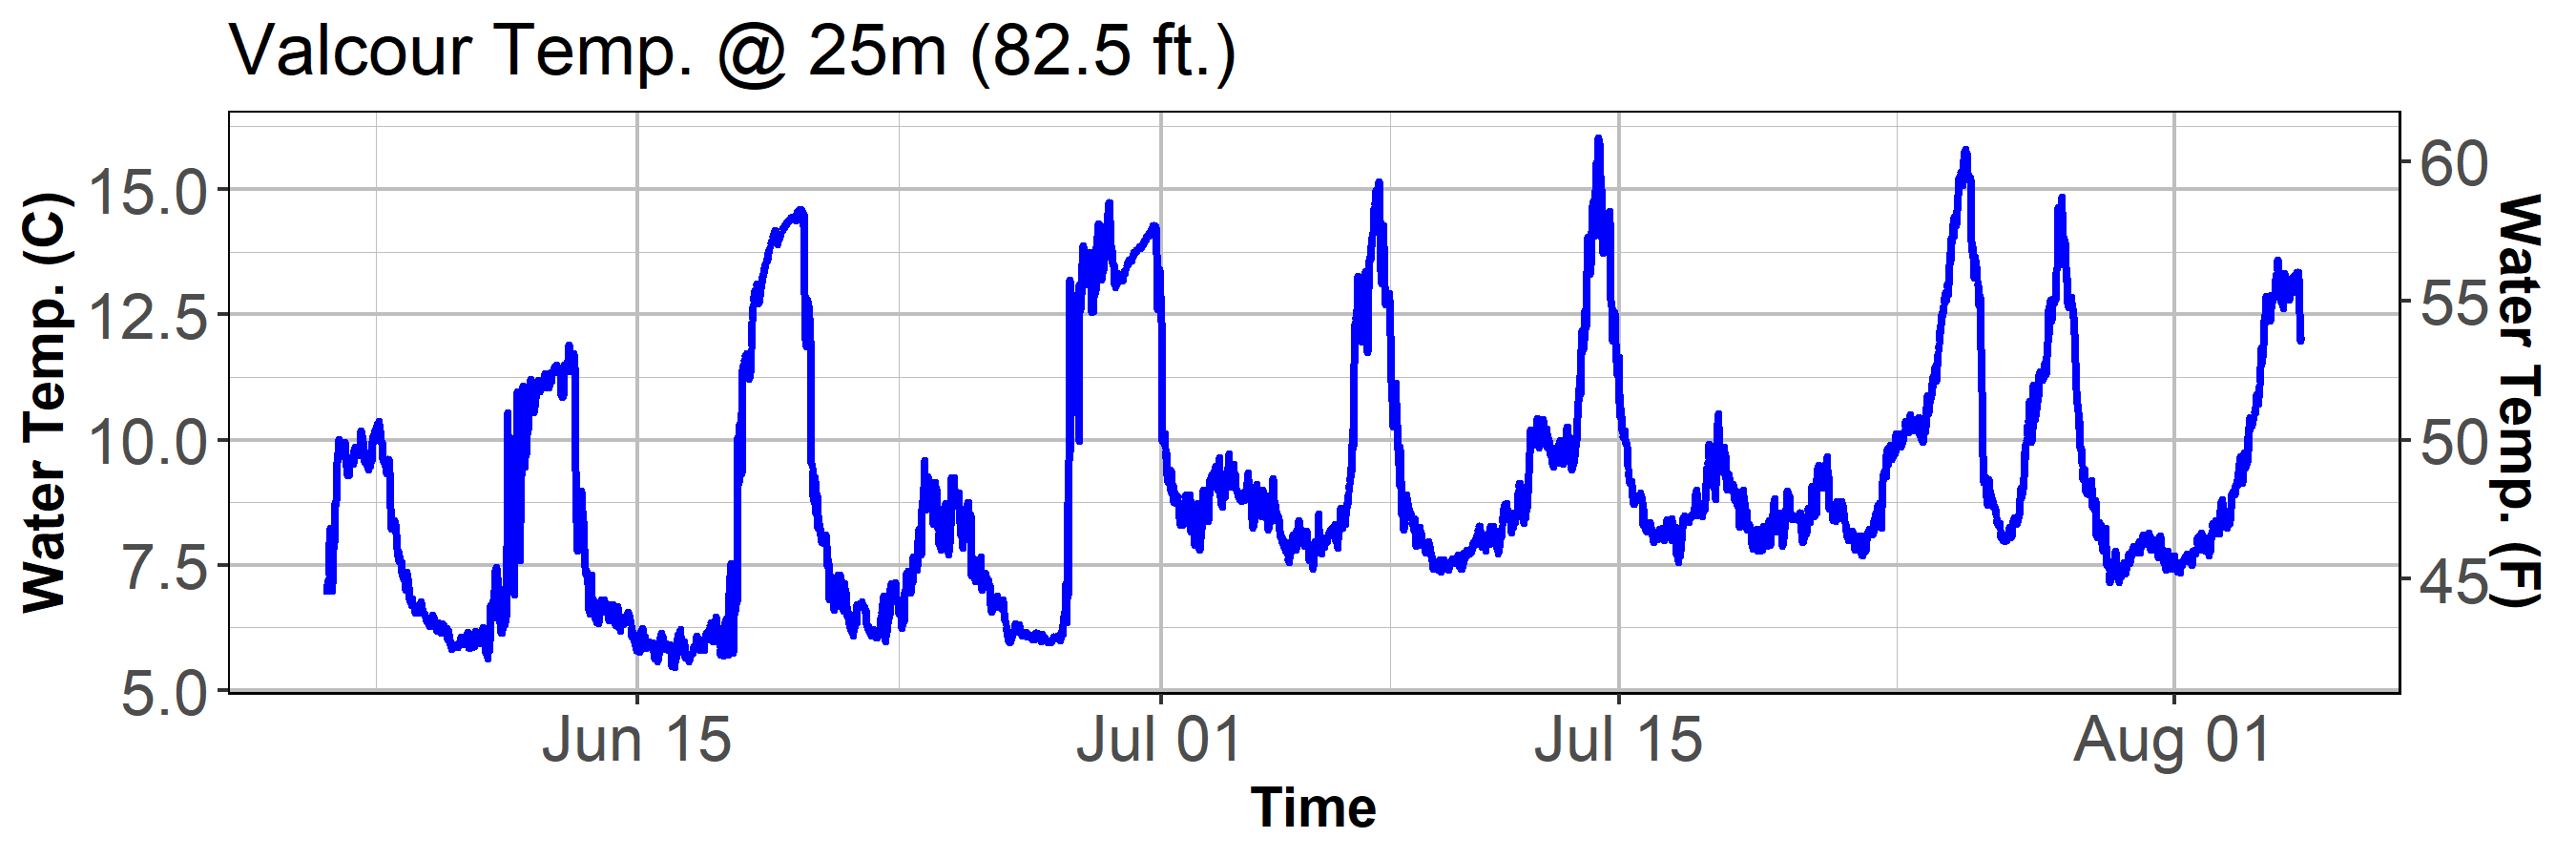 Valcour Temp. @ 25m (82.5 ft.)
Water Temp. (C)
15.0
12.5
10.0
7.5
5.0
60
55
50
45
Water Temp. (F)
Jun 15
Jul 01
Jul 15
Aug 01
Time